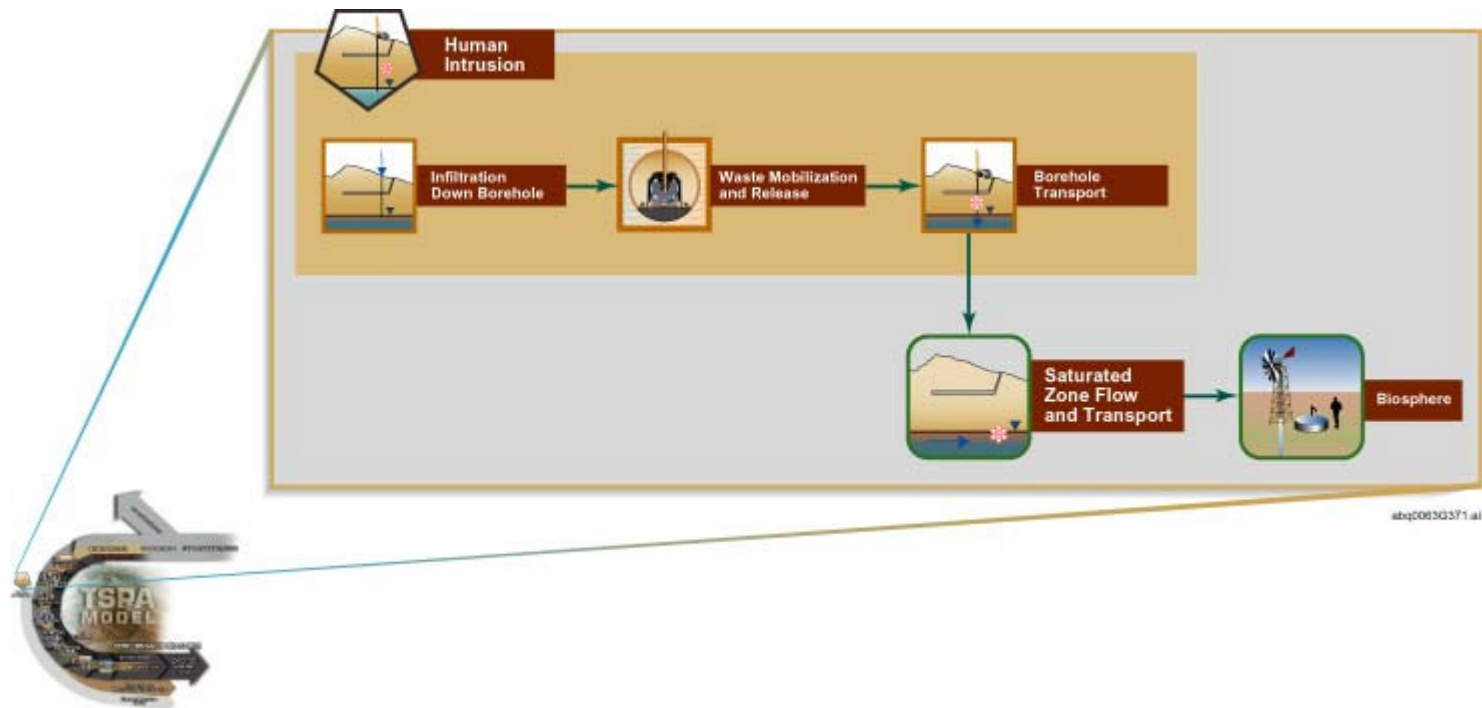 Human
Intrusion
Infiltration
Down Borehole
Waste Mobilization
and Release
Borehole
Transport
Saturated
Zone Flow
and Transport
Biosphere
abq0063G371.ai
TSPA
MODEL